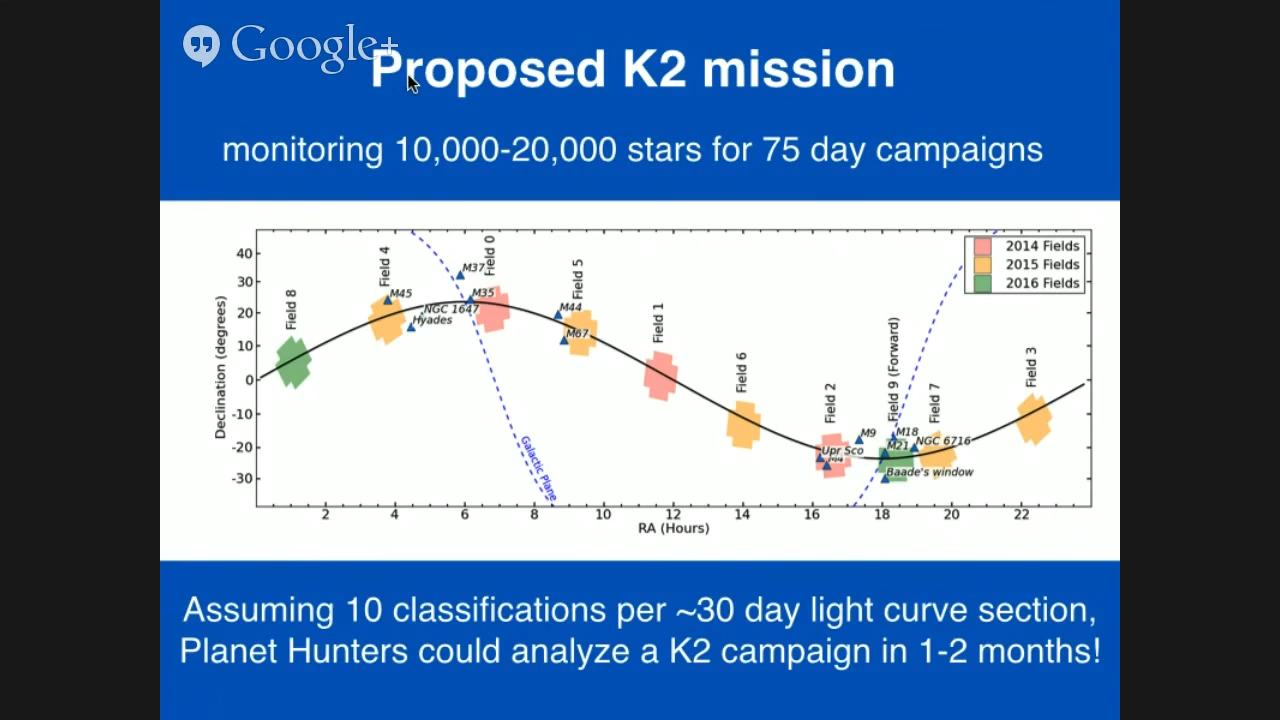 Google+
Proposed K2 mission
monitoring 10,000-20,000 stars for 75 day campaigns
Declination (degrees)
40
30
20
10
0
-10
-20
-30
Field 8
Field 4
M45
NGC 1647
Hyades
M37
M35
Field 0
M44
M67
Field 5
Galactic Plane
Field 1
Field 6
Field 2
Upr Sco
M4
M9
Field 9 (Forward)
M18
M21
NGC 6716
Baade's window
Field 7
Field 3
2014 Fields
2015 Fields
2016 Fields
2 4 6 8 10 12 14 16 18 20 22
RA (Hours)
Assuming 10 classifications per ~30 day light curve section,
Planet Hunters could analyze a K2 campaign in 1-2 months!